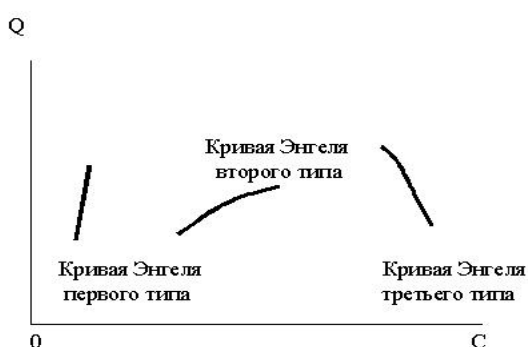 Q
Кривая Энгеля
второго типа
Кривая Энгеля
первого типа
Кривая Энгеля
третьего типа
0
C